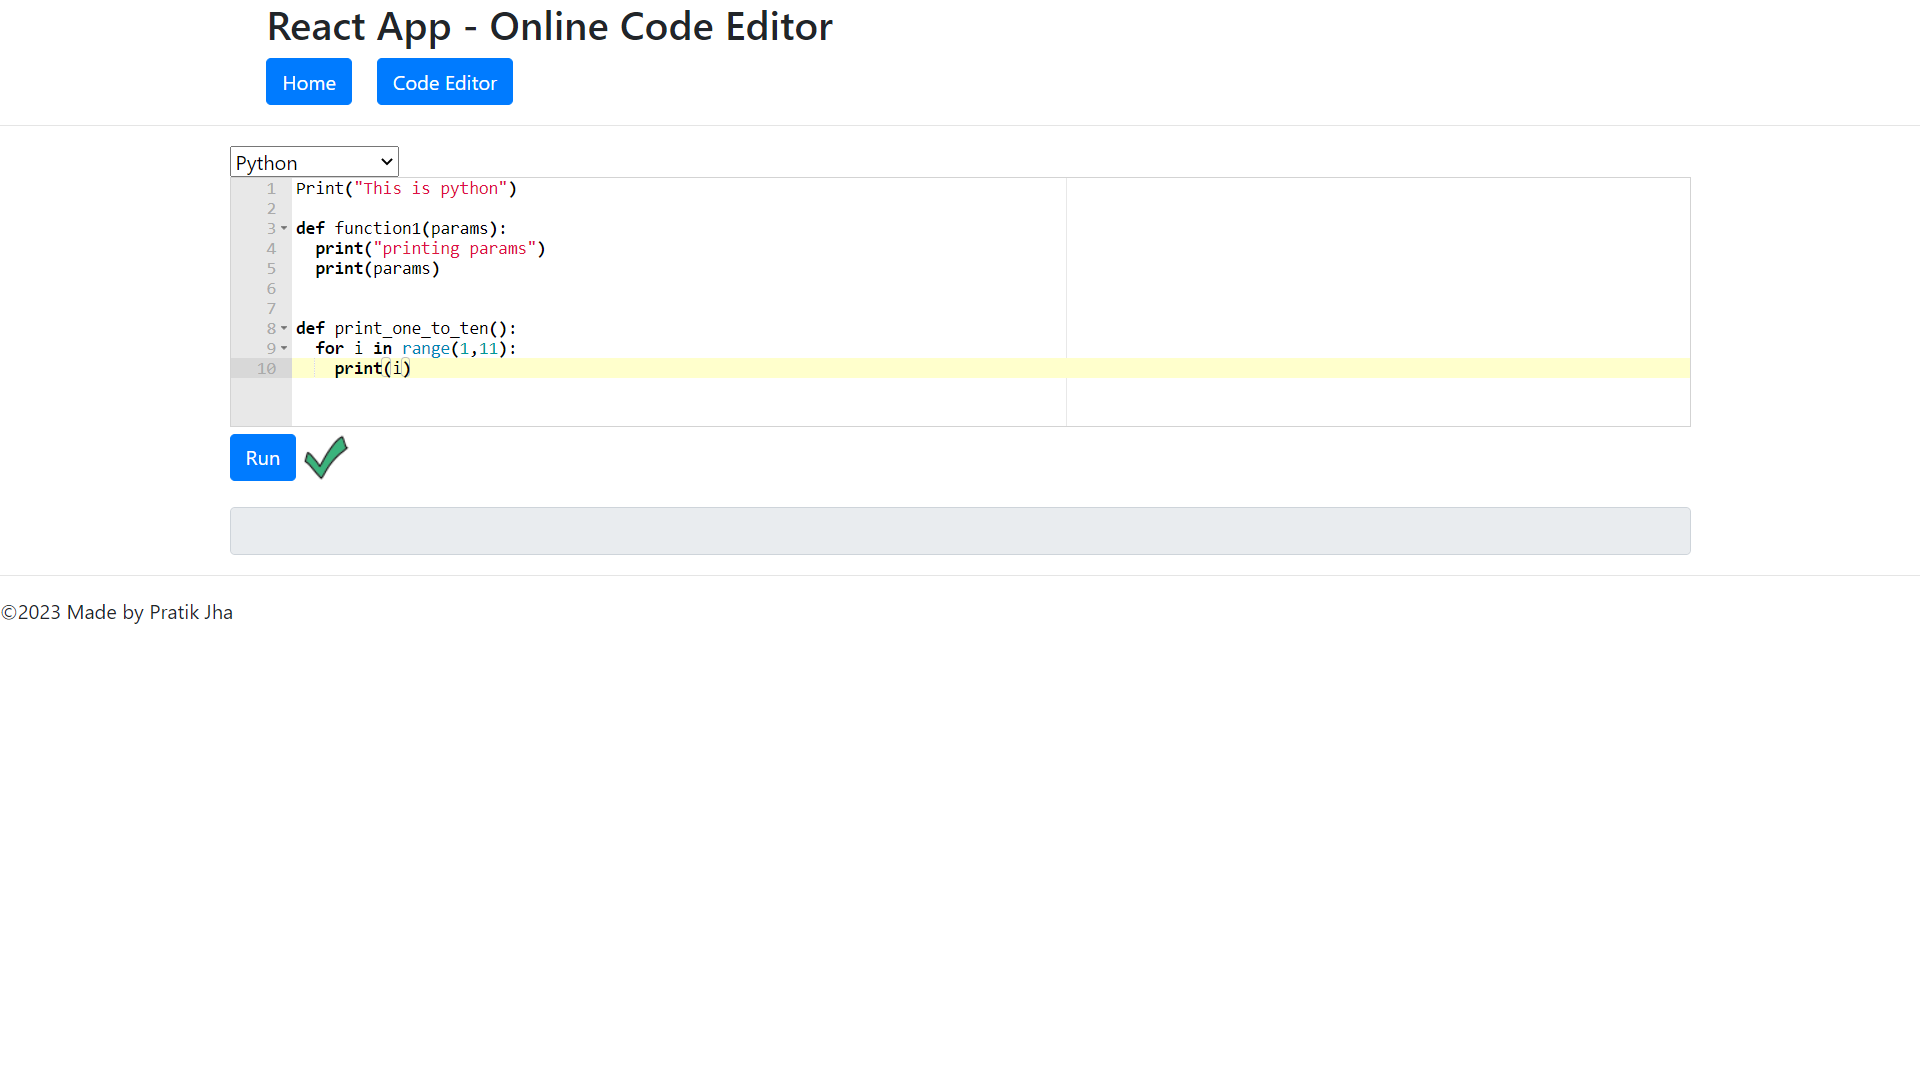 React App - Online Code Editor
Home Code Editor
Python
1 Print("This is python")
2
3 def function1(params):
4   print("printing params")
5   print(params)
6
7
8 def print_one_to_ten():
9   for i in range(1,11):
10     print(i)
Run
©2023 Made by Pratik Jha